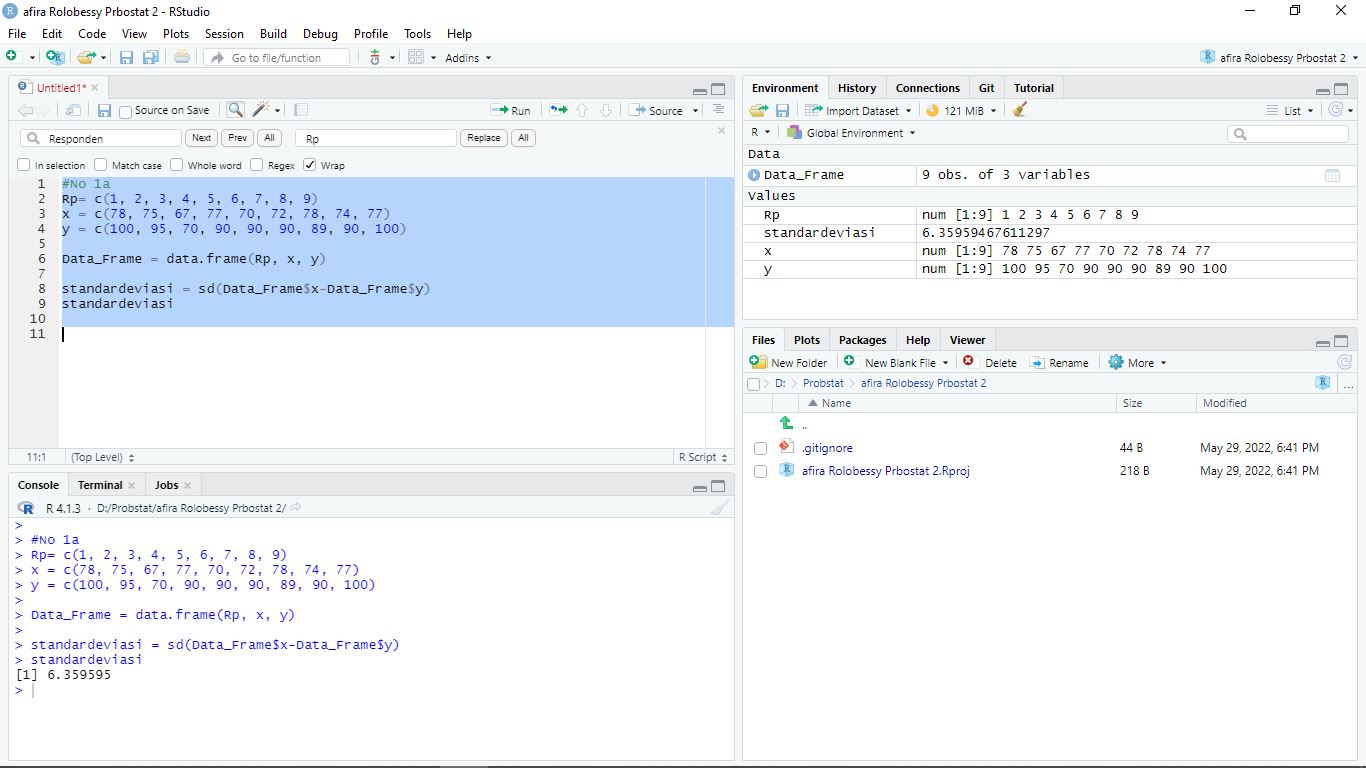 afira Rolobessy Prbostat 2 - RStudio
File Edit Code View Plots Session Build Debug Profile Tools Help
Go to file/function Addins afira Rolobessy Prbostat 2
Untitled1*
Source on Save Run Source
Responden Next Prev All Rp Replace All
In selection Match case Whole word Regex Wrap
1 #No 1a
2 Rp= c(1, 2, 3, 4, 5, 6, 7, 8, 9)
3 x = c(78, 75, 67, 77, 70, 72, 78, 74, 77)
4 y = c(100, 95, 70, 90, 90, 90, 89, 90, 100)
5
6 Data_Frame = data.frame(Rp, x, y)
7
8 standardeviasi = sd(Data_Frame$x-Data_Frame$y)
9 standardeviasi
10
11
11:1 (Top Level) R Script
Console Terminal Jobs
R 4.1.3 · D:/Probstat/afira Rolobessy Prbostat 2/
>
> #No 1a
> Rp= c(1, 2, 3, 4, 5, 6, 7, 8, 9)
> x = c(78, 75, 67, 77, 70, 72, 78, 74, 77)
> y = c(100, 95, 70, 90, 90, 90, 89, 90, 100)
>
> Data_Frame = data.frame(Rp, x, y)
>
> standardeviasi = sd(Data_Frame$x-Data_Frame$y)
> standardeviasi
[1] 6.359595
>
Environment History Connections Git Tutorial
Import Dataset 121 MiB List
R Global Environment
Data
Data_Frame 9 obs. of 3 variables
Values
Rp num [1:9] 1 2 3 4 5 6 7 8 9
standardeviasi 6.35959467611297
x num [1:9] 78 75 67 77 70 72 78 74 77
y num [1:9] 100 95 70 90 90 90 89 90 100
Files Plots Packages Help Viewer
New Folder New Blank File Delete Rename More
D: Probstat afira Rolobessy Prbostat 2 ...
Name Size Modified
..
.gitignore 44 B May 29, 2022, 6:41 PM
afira Rolobessy Prbostat 2.Rproj 218 B May 29, 2022, 6:41 PM